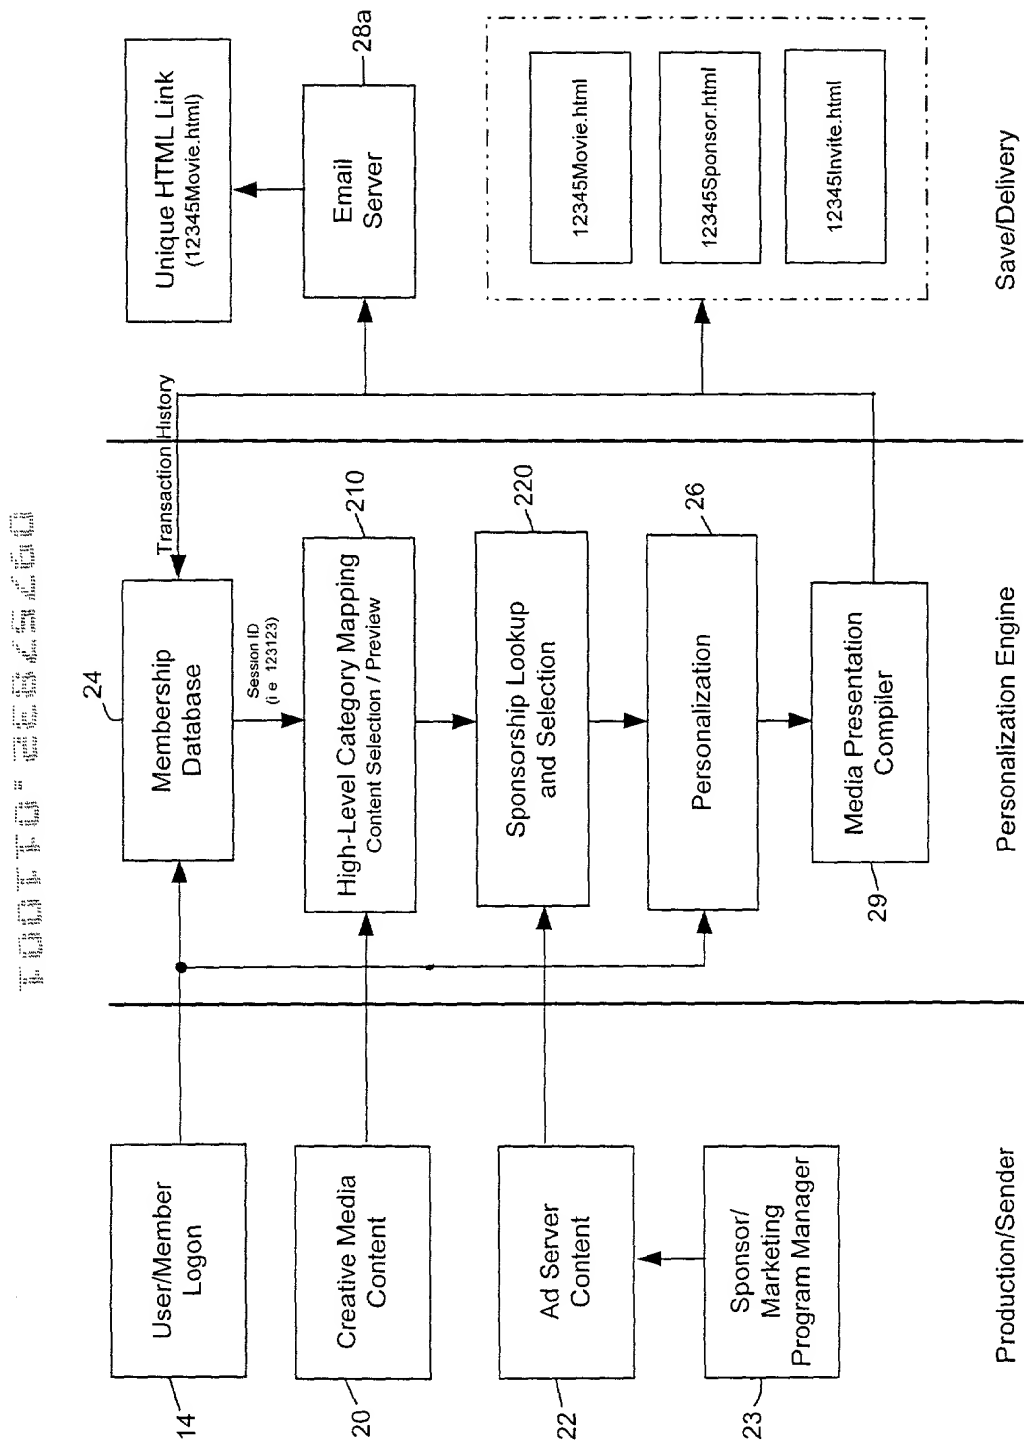 User/Member
Logon
14
Creative Media
Content
20
Ad Server
Content
22
Sponsor/
Marketing
Program Manager
23
Production/Sender
24
Membership
Database
Transaction History
Session ID
(i e 123123)
High-Level Category Mapping
Content Selection / Preview
210
Sponsorship Lookup
and Selection
220
Personalization
26
Media Presentation
Compiler
29
Personalization Engine
Unique HTML Link
(12345Movie.html)
Email
Server
28a
12345Movie.html
12345Sponsor.html
12345Invite.html
Save/Delivery